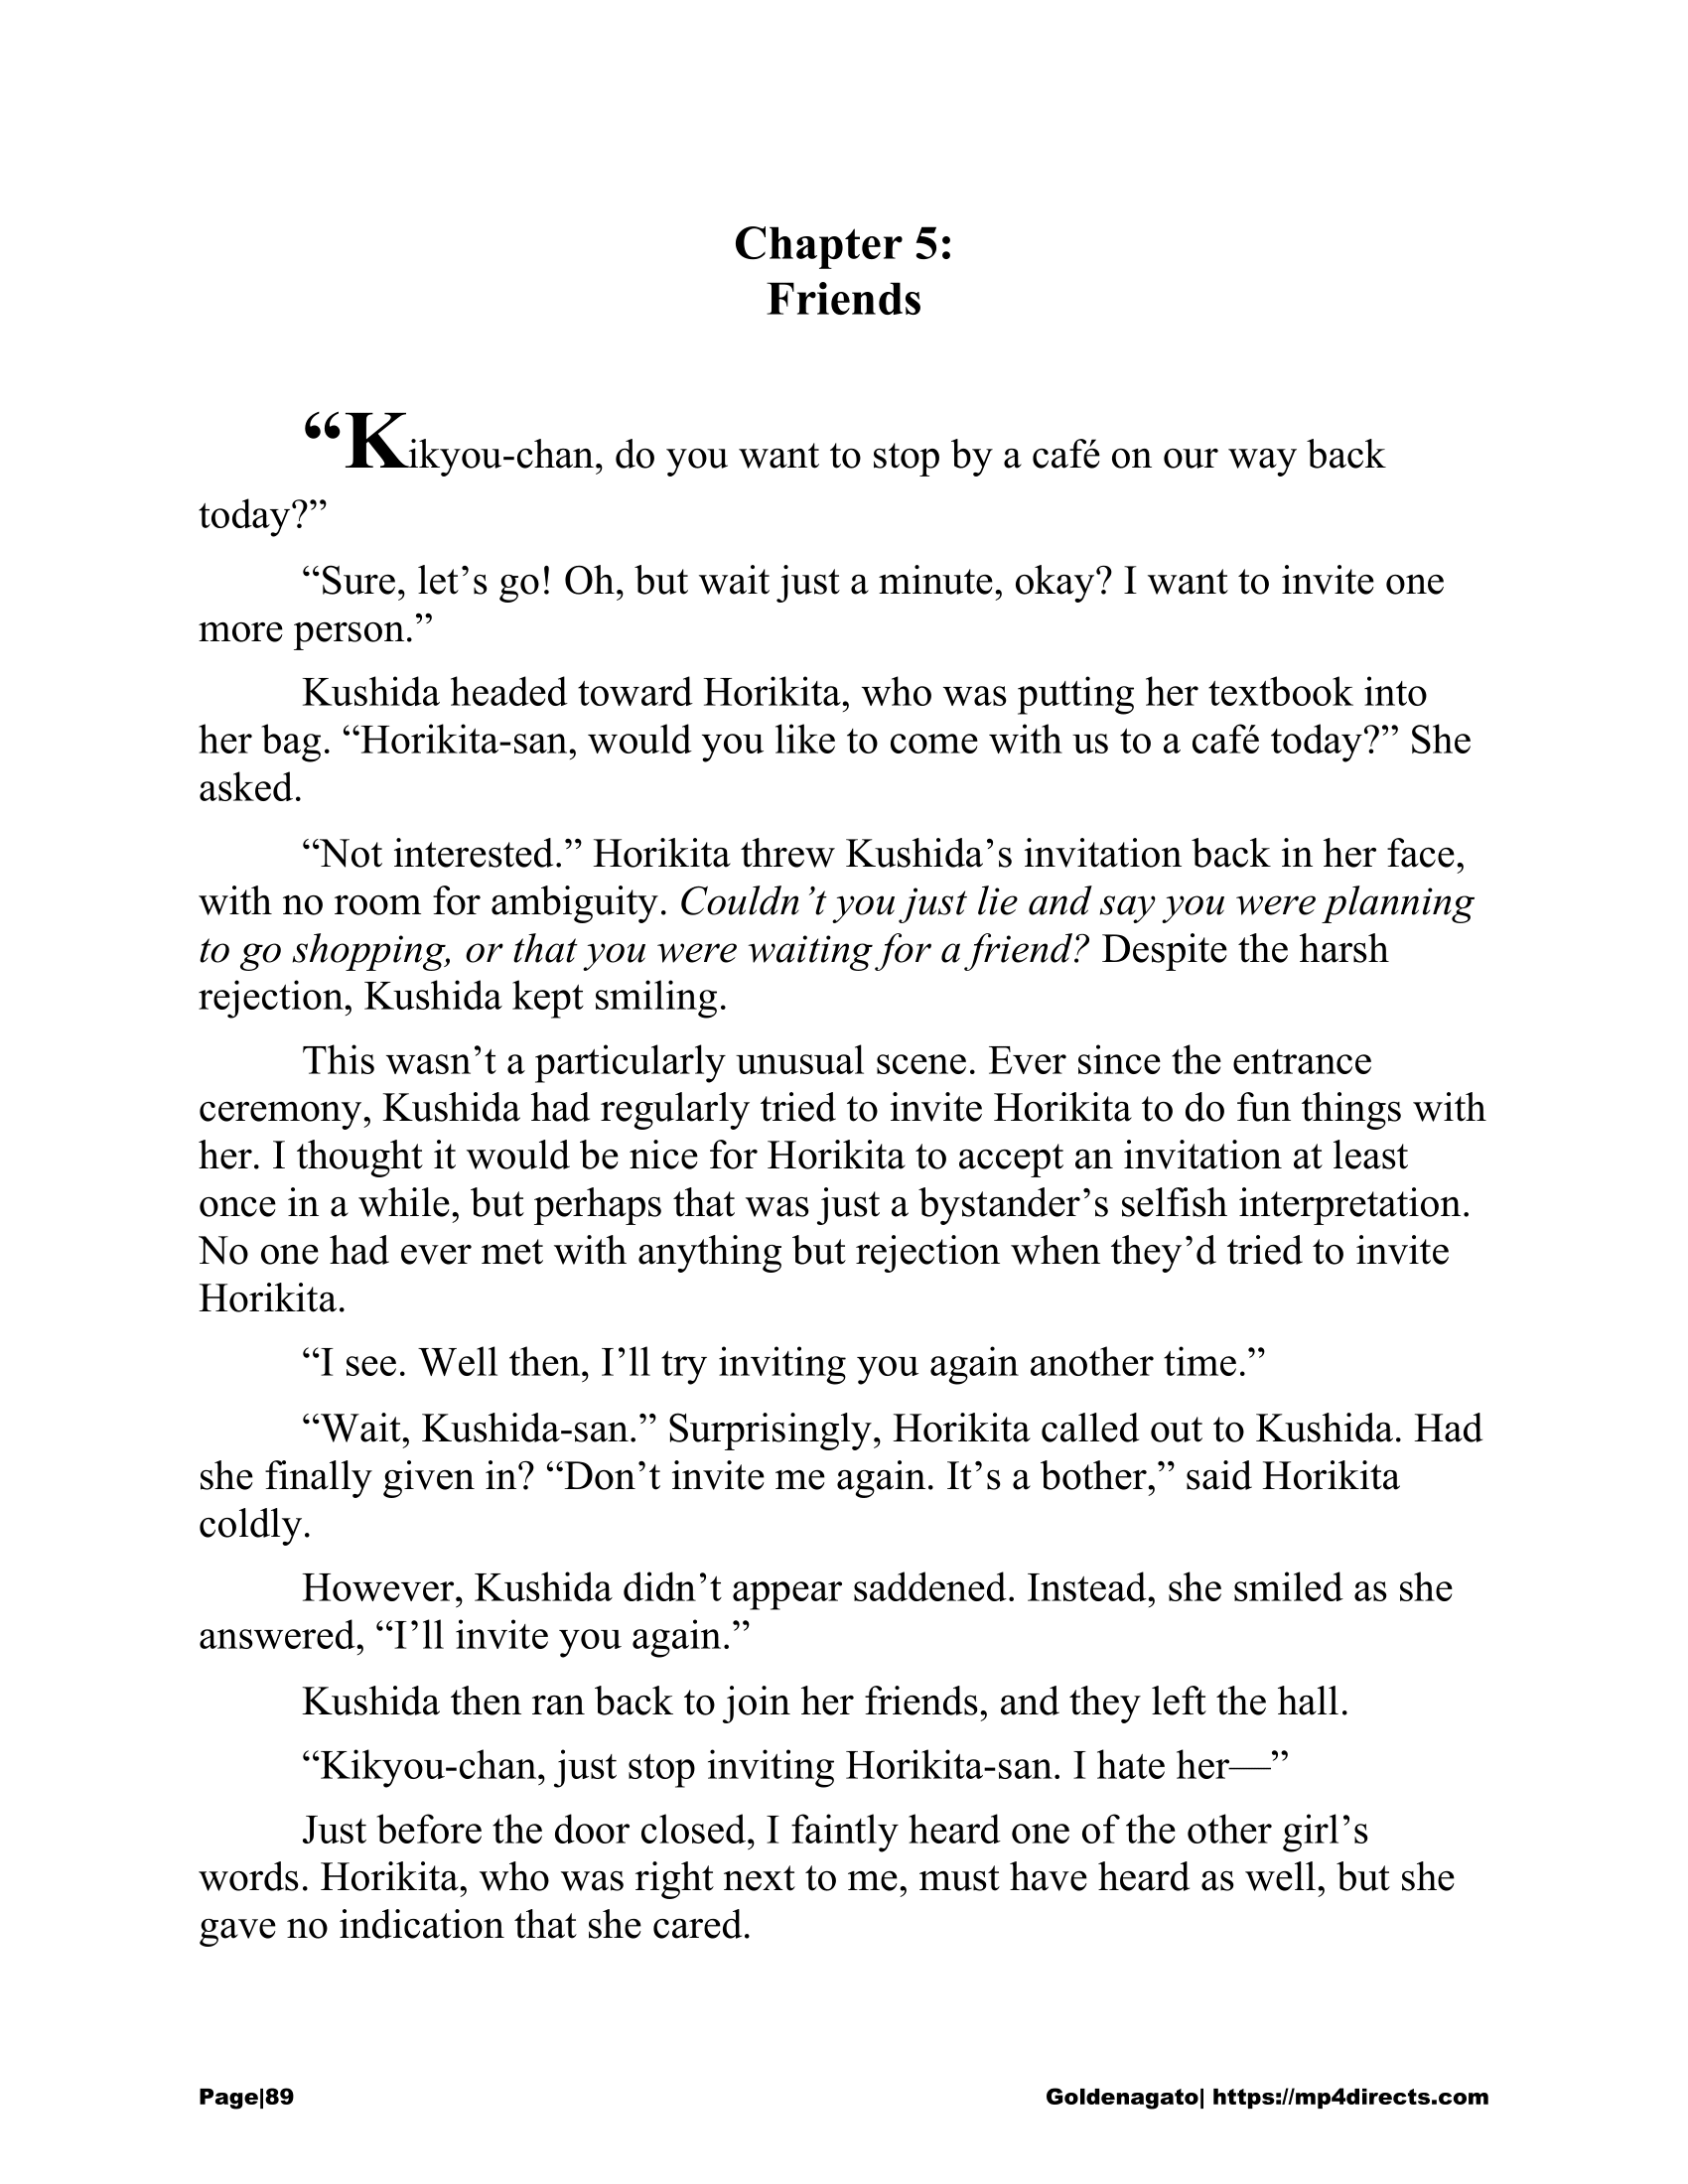 Chapter 5:
Friends
“Kikyou-chan, do you want to stop by a café on our way back
today?”
“Sure, let’s go! Oh, but wait just a minute, okay? I want to invite one
more person.”
Kushida headed toward Horikita, who was putting her textbook into
her bag. “Horikita-san, would you like to come with us to a café today?” She
asked.
“Not interested.” Horikita threw Kushida’s invitation back in her face,
with no room for ambiguity. Couldn’t you just lie and say you were planning
to go shopping, or that you were waiting for a friend? Despite the harsh
rejection, Kushida kept smiling.
This wasn’t a particularly unusual scene. Ever since the entrance
ceremony, Kushida had regularly tried to invite Horikita to do fun things with
her. I thought it would be nice for Horikita to accept an invitation at least
once in a while, but perhaps that was just a bystander’s selfish interpretation.
No one had ever met with anything but rejection when they’d tried to invite
Horikita.
“I see. Well then, I’ll try inviting you again another time.”
“Wait, Kushida-san.” Surprisingly, Horikita called out to Kushida. Had
she finally given in? “Don’t invite me again. It’s a bother,” said Horikita
coldly.
However, Kushida didn’t appear saddened. Instead, she smiled as she
answered, “I’ll invite you again.”
Kushida then ran back to join her friends, and they left the hall.
“Kikyou-chan, just stop inviting Horikita-san. I hate her—”
Just before the door closed, I faintly heard one of the other girl’s
words. Horikita, who was right next to me, must have heard as well, but she
gave no indication that she cared.
Page|89 Goldenagato| https://mp4directs.com